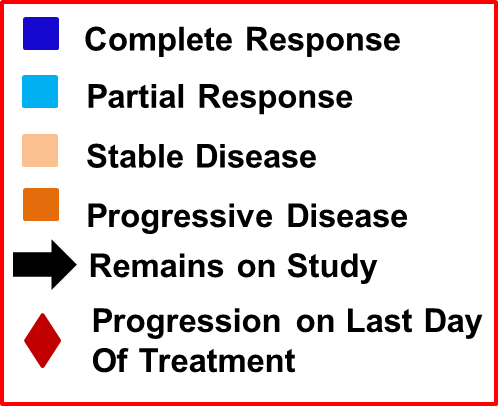 Complete Response
Partial Response
Stable Disease
Progressive Disease
Remains on Study
Progression on Last Day
Of Treatment